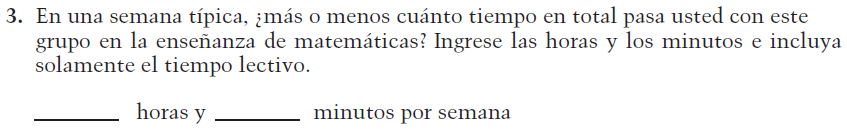 3. En una semana típica, ¿más o menos cuánto tiempo en total pasa usted con este
grupo en la enseñanza de matemáticas? Ingrese las horas y los minutos e incluya
solamente el tiempo lectivo.
________ horas y ________ minutos por semana